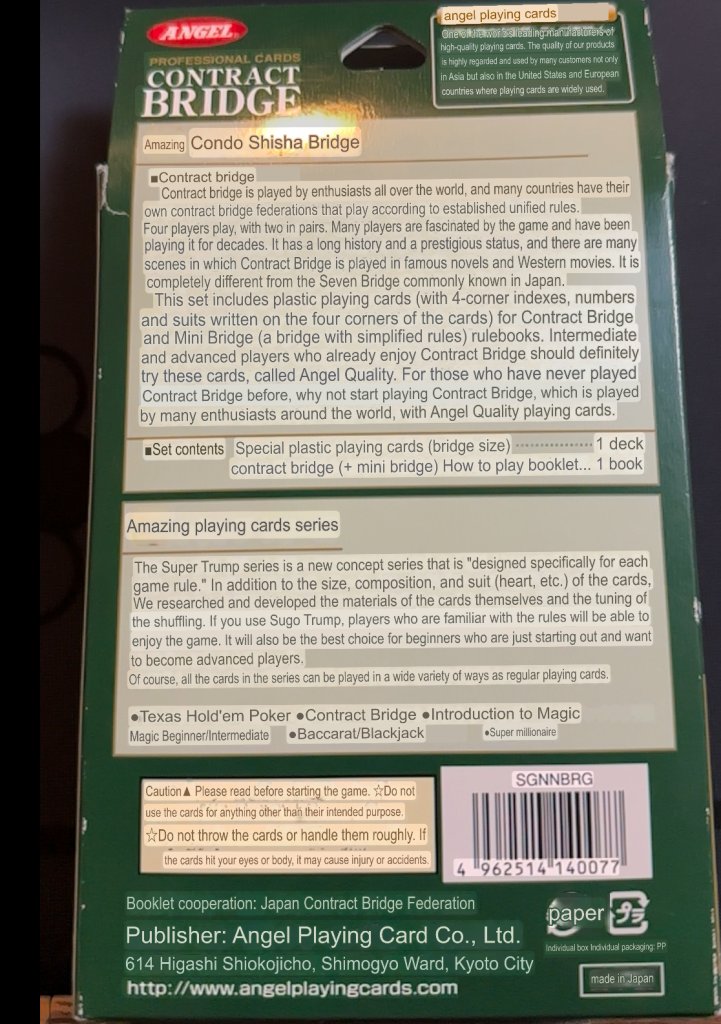 angel playing cards
high-quality playing cards. The quality of our products
is highly regarded and used by many customers not only
in Asia but also in the United States and European
countries where playing cards are widely used.
ANGEL
PROFESSIONAL CARDS
CONTRACT
BRIDGE
Amazing Condo Shisha Bridge
■Contract bridge
Contract bridge is played by enthusiasts all over the world, and many countries have their
own contract bridge federations that play according to established unified rules.
Four players play, with two in pairs. Many players are fascinated by the game and have been
playing it for decades. It has a long history and a prestigious status, and there are many
scenes in which Contract Bridge is played in famous novels and Western movies. It is
completely different from the Seven Bridge commonly known in Japan.
This set includes plastic playing cards (with 4-corner indexes, numbers
and suits written on the four corners of the cards) for Contract Bridge
and Mini Bridge (a bridge with simplified rules) rulebooks. Intermediate
and advanced players who already enjoy Contract Bridge should definitely
try these cards, called Angel Quality. For those who have never played
Contract Bridge before, why not start playing Contract Bridge, which is played
by many enthusiasts around the world, with Angel Quality playing cards.
■Set contents Special plastic playing cards (bridge size) ··············· 1 deck
contract bridge (+ mini bridge) How to play booklet... 1 book
Amazing playing cards series
The Super Trump series is a new concept series that is "designed specifically for each
game rule." In addition to the size, composition, and suit (heart, etc.) of the cards,
We researched and developed the materials of the cards themselves and the tuning of
the shuffling. If you use Sugo Trump, players who are familiar with the rules will be able to
enjoy the game. It will also be the best choice for beginners who are just starting out and want
to become advanced players.
Of course, all the cards in the series can be played in a wide variety of ways as regular playing cards.
●Texas Hold'em Poker ●Contract Bridge ●Introduction to Magic
Magic Beginner/Intermediate ●Baccarat/Blackjack ●Super millionaire
Caution▲ Please read before starting the game. ☆Do not
use the cards for anything other than their intended purpose.
☆Do not throw the cards or handle them roughly. If
the cards hit your eyes or body, it may cause injury or accidents.
SGNNBRG
4 962514 140077
Booklet cooperation: Japan Contract Bridge Federation
Publisher: Angel Playing Card Co., Ltd.
614 Higashi Shiokojicho, Shimogyo Ward, Kyoto City
http://www.angelplayingcards.com
paper プラ
Individual box Individual packaging: PP
made in Japan